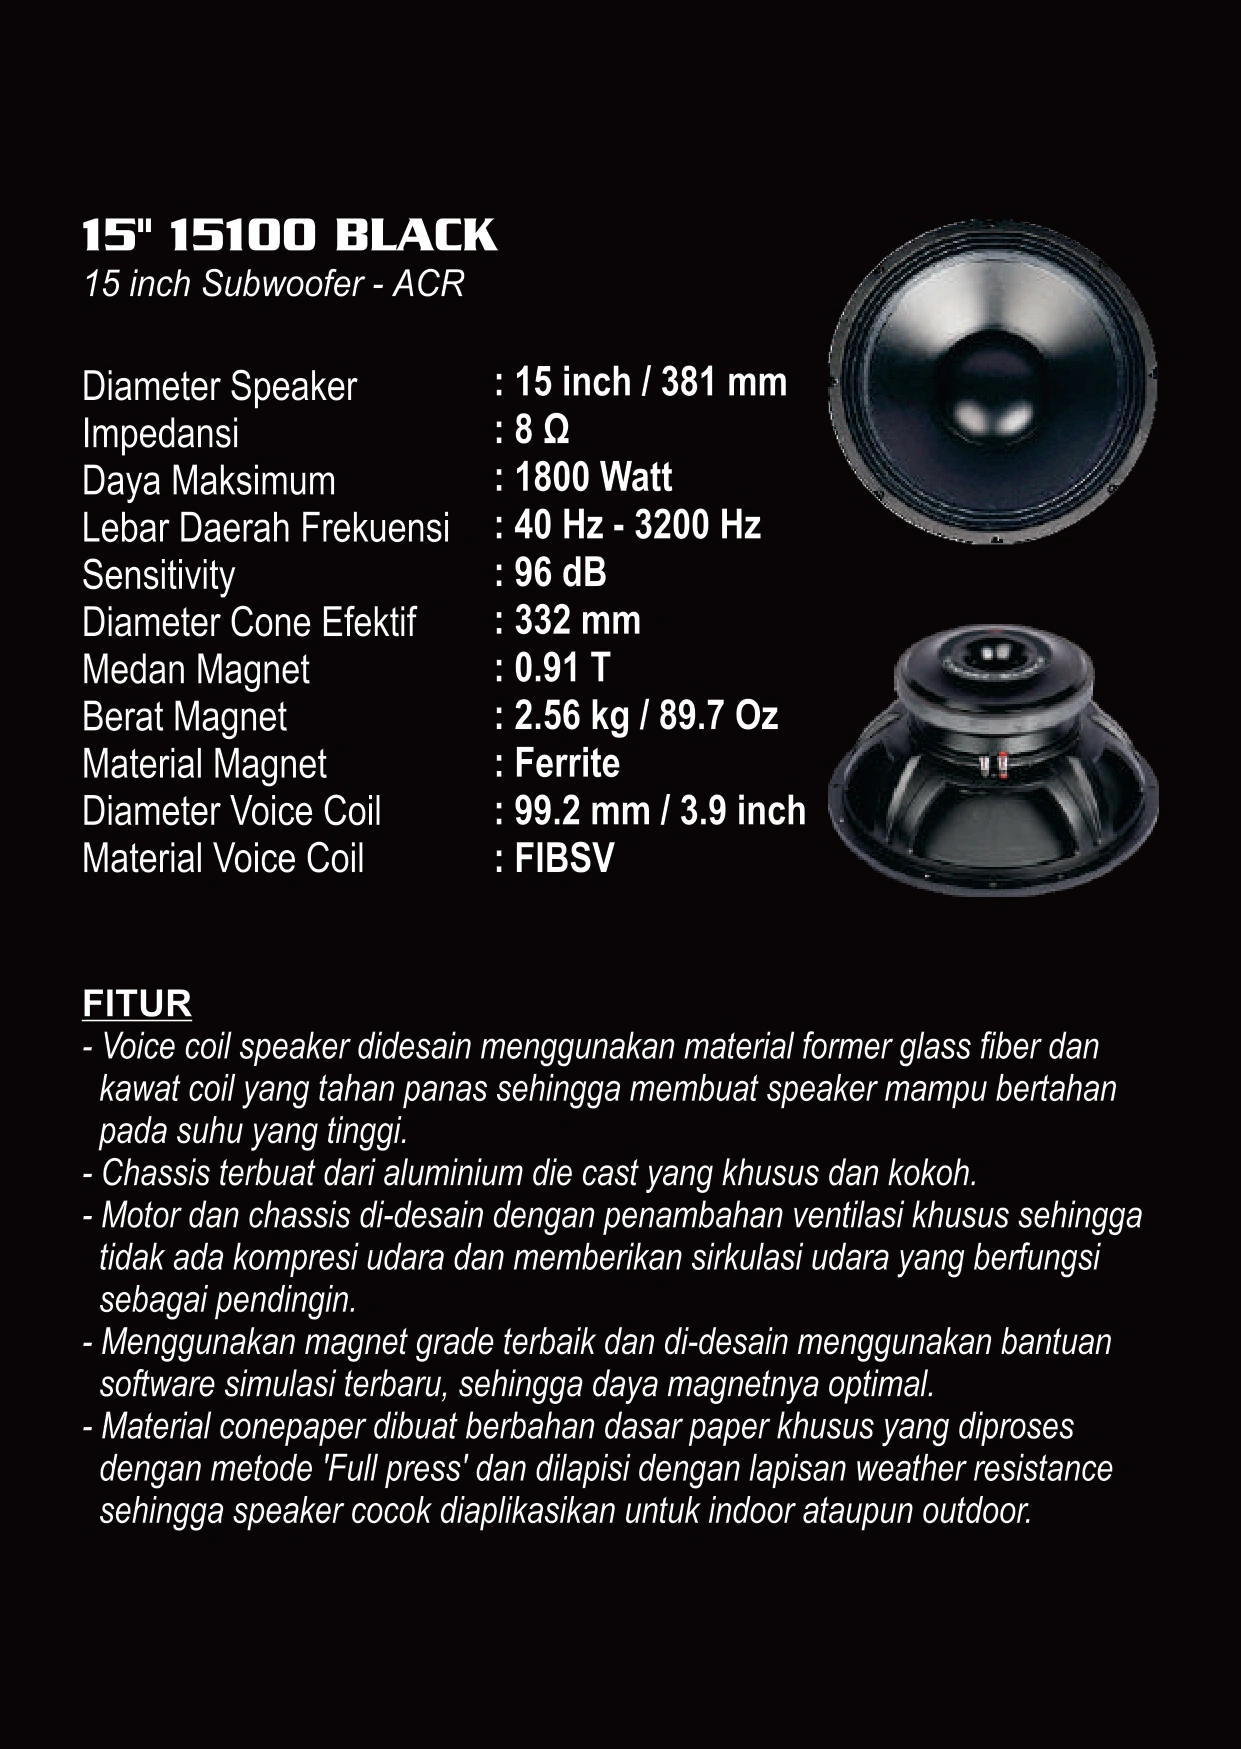 15" 15100 BLACK
15 inch Subwoofer - ACR
Diameter Speaker : 15 inch / 381 mm
Impedansi : 8 Ω
Daya Maksimum : 1800 Watt
Lebar Daerah Frekuensi : 40 Hz - 3200 Hz
Sensitivity : 96 dB
Diameter Cone Efektif : 332 mm
Medan Magnet : 0.91 T
Berat Magnet : 2.56 kg / 89.7 Oz
Material Magnet : Ferrite
Diameter Voice Coil : 99.2 mm / 3.9 inch
Material Voice Coil : FIBSV
FITUR
- Voice coil speaker didesain menggunakan material former glass fiber dan
kawat coil yang tahan panas sehingga membuat speaker mampu bertahan
pada suhu yang tinggi.
- Chassis terbuat dari aluminium die cast yang khusus dan kokoh.
- Motor dan chassis di-desain dengan penambahan ventilasi khusus sehingga
tidak ada kompresi udara dan memberikan sirkulasi udara yang berfungsi
sebagai pendingin.
- Menggunakan magnet grade terbaik dan di-desain menggunakan bantuan
software simulasi terbaru, sehingga daya magnetnya optimal.
- Material conepaper dibuat berbahan dasar paper khusus yang diproses
dengan metode 'Full press' dan dilapisi dengan lapisan weather resistance
sehingga speaker cocok diaplikasikan untuk indoor ataupun outdoor.